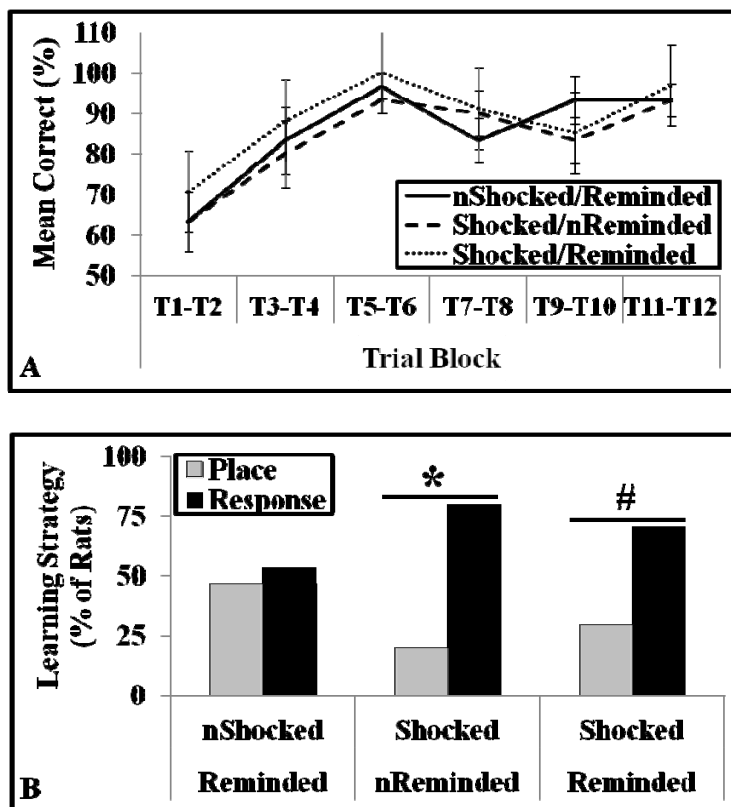 110
100
90
80
70
60
50
Mean Correct (%)
nShocked/Reminded
Shocked/nReminded
Shocked/Reminded
T1-T2 T3-T4 T5-T6 T7-T8 T9-T10 T11-T12
Trial Block
A
100
75
50
25
0
Learning Strategy
(% of Rats)
Place
Response
*
#
nShocked Shocked Shocked
Reminded nReminded Reminded
B